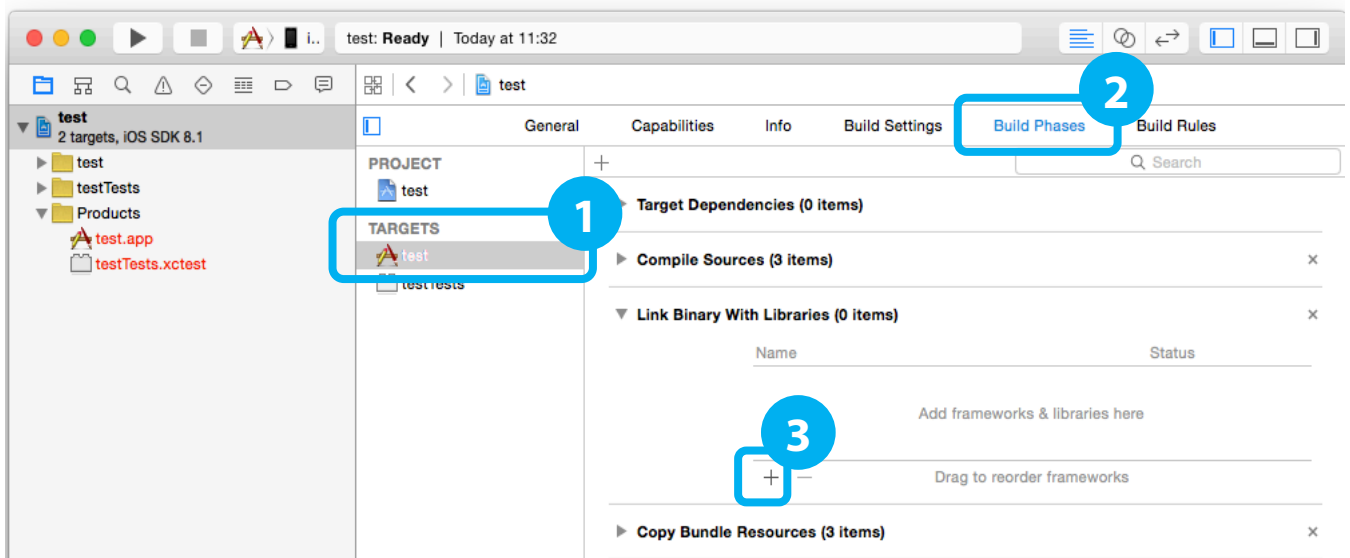 i..
test: Ready | Today at 11:32
test
2 targets, iOS SDK 8.1
test
testTests
Products
test.app
testTests.xctest
test
General Capabilities Info Build Settings Build Phases Build Rules
2
PROJECT
test
TARGETS
test
testTests
1
Search
Target Dependencies (0 items)
Compile Sources (3 items)
Link Binary With Libraries (0 items)
Name Status
Add frameworks & libraries here
3
Drag to reorder frameworks
Copy Bundle Resources (3 items)